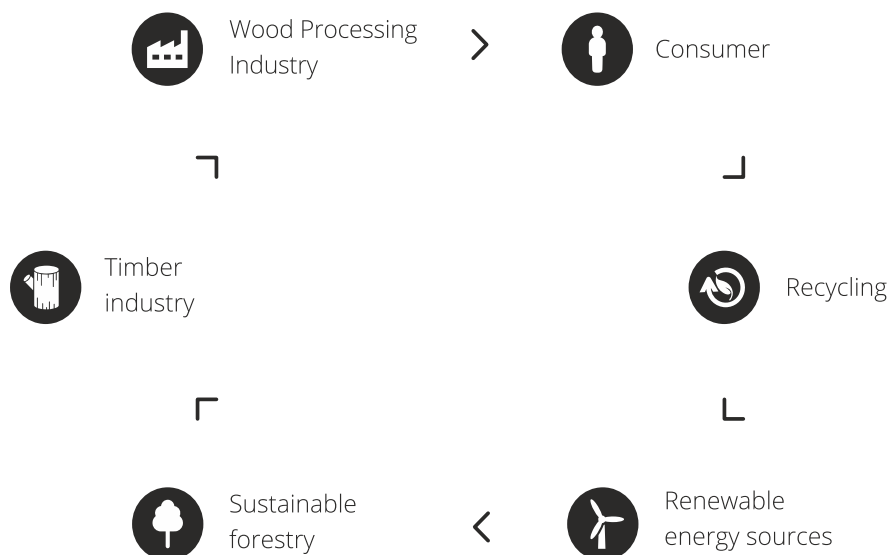 Wood Processing
Industry
Consumer
Timber
industry
Recycling
Sustainable
forestry
Renewable
energy sources